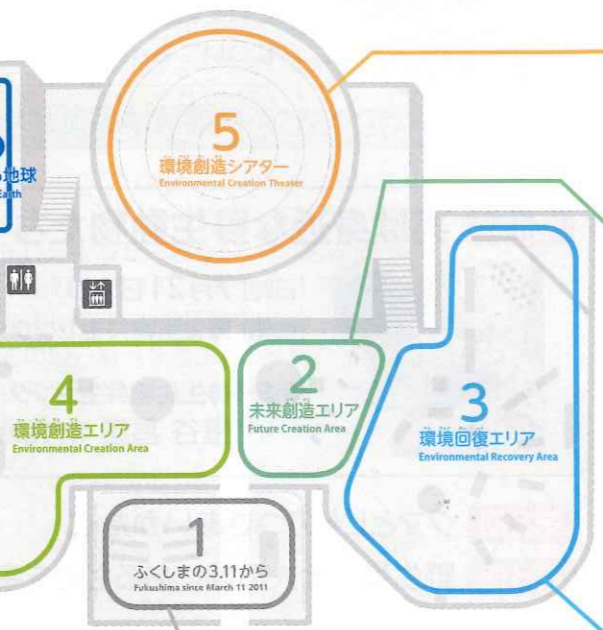 5
環境創造シアター
Environmental Creation Theater
地球
Earth
4
環境創造エリア
Environmental Creation Area
2
未来創造エリア
Future Creation Area
3
環境回復エリア
Environmental Recovery Area
1
ふくしまの3.11から
Fukushima since March 11 2011